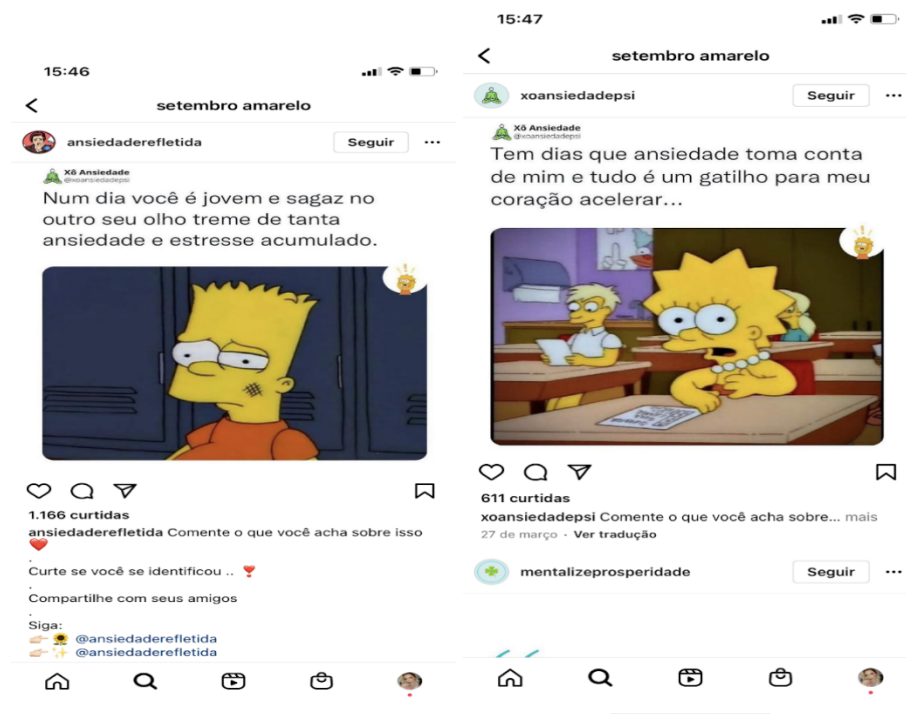 15:46
setembro amarelo
ansiedaderefletida
Seguir
Xô Ansiedade
@xoansiedadepsi
Num dia você é jovem e sagaz no
outro seu olho treme de tanta
ansiedade e estresse acumulado.
1.166 curtidas
ansiedaderefletida Comente o que você acha sobre isso
❤️
.
Curte se você se identificou .. ❣️
.
Compartilhe com seus amigos
.
Siga:
👉🏻🌻 @ansiedaderefletida
👉🏻✨ @ansiedaderefletida
15:47
setembro amarelo
xoansiedadepsi
Seguir
Xô Ansiedade
@xoansiedadepsi
Tem dias que ansiedade toma conta
de mim e tudo é um gatilho para meu
coração acelerar...
611 curtidas
xoansiedadepsi Comente o que você acha sobre... mais
27 de março · Ver tradução
mentalizeprosperidade
Seguir